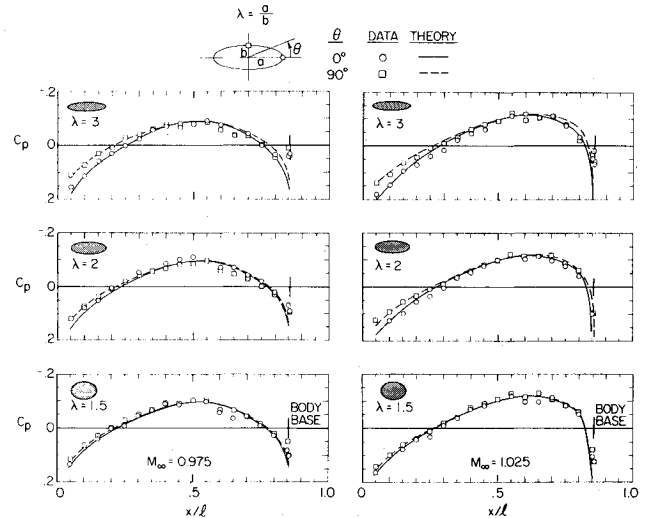 λ = a/b
θ DATA THEORY
0° ○ ——
90° □ – – –
b
a
θ
-.2
0
.2
Cp
λ = 3
λ = 3
-.2
0
.2
Cp
λ = 2
λ = 2
-.2
0
.2
Cp
λ = 1.5
BODY
BASE
M∞ = 0.975
λ = 1.5
BODY
BASE
M∞ = 1.025
0 .5 1.0
x/ℓ
0 .5 1.0
x/ℓ